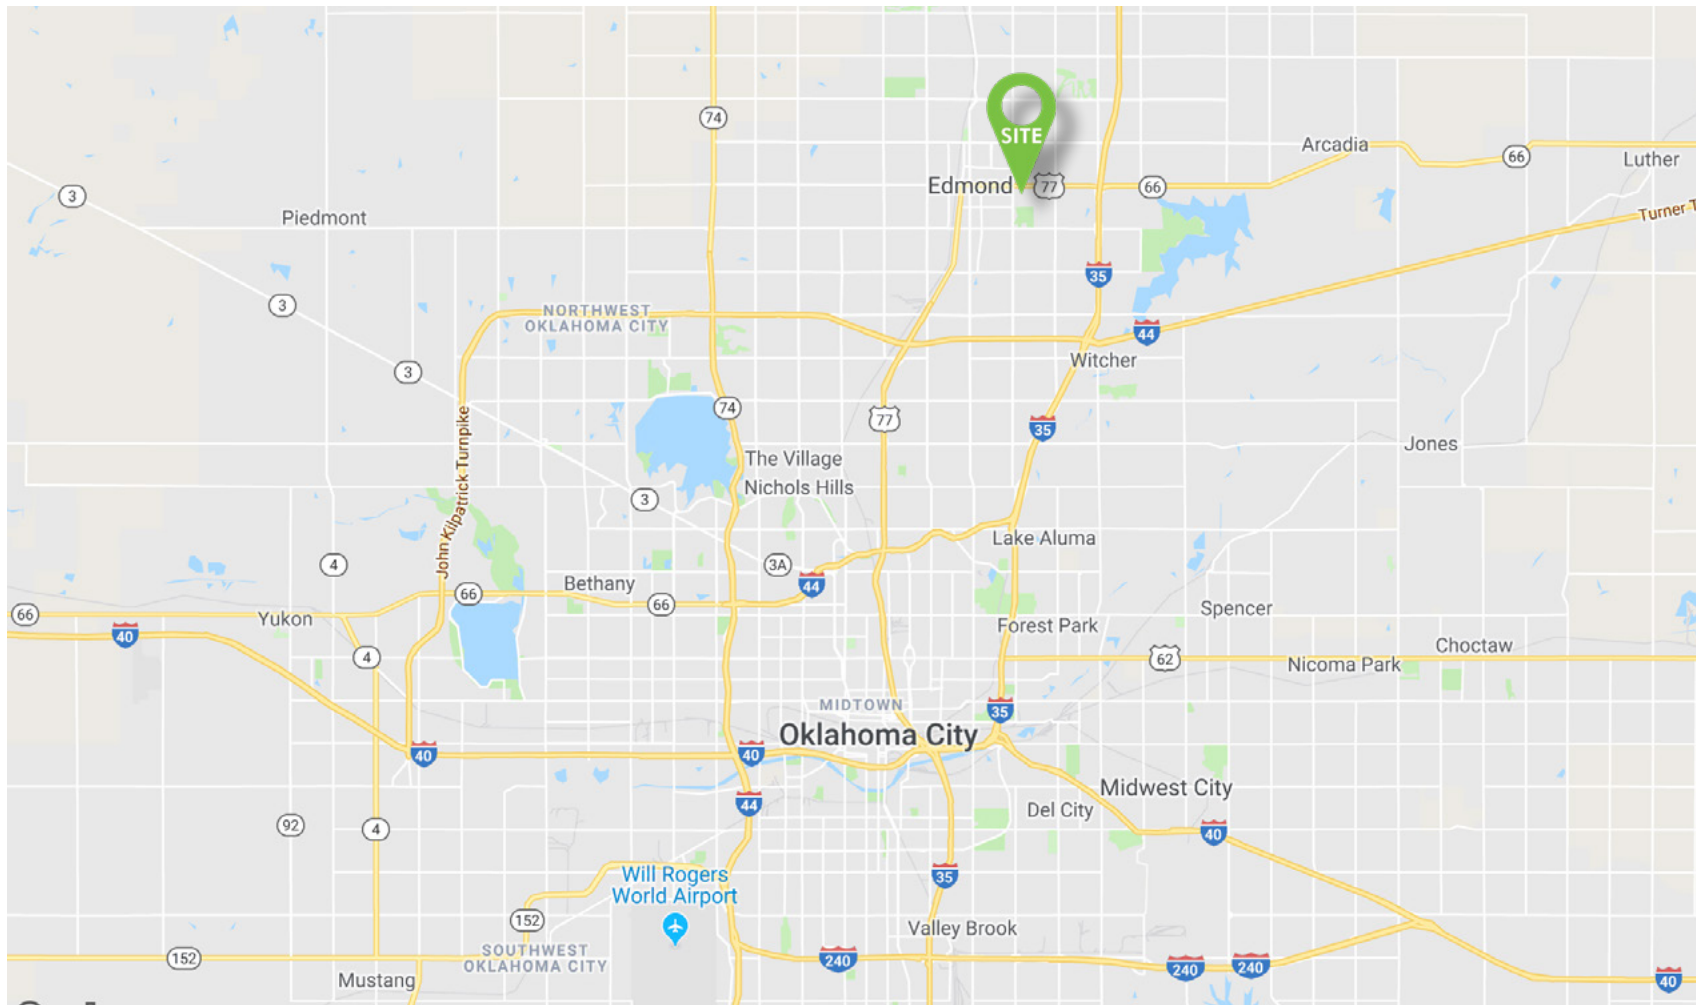 74
SITE
Arcadia
66
Luther
Edmond
77
66
3
Turner T
Piedmont
35
3
NORTHWEST
OKLAHOMA CITY
44
Witcher
3
74
77
35
John Kilpatrick Turnpike
Jones
The Village
Nichols Hills
3
Lake Aluma
4
3A
44
Bethany
66
66
66
Yukon
40
Spencer
Forest Park
4
62
Choctaw
Nicoma Park
MIDTOWN
35
Oklahoma City
40
40
44
Midwest City
Del City
92
4
40
Will Rogers
World Airport
35
152
Valley Brook
SOUTHWEST
OKLAHOMA CITY
152
240
240
240
Mustang
40